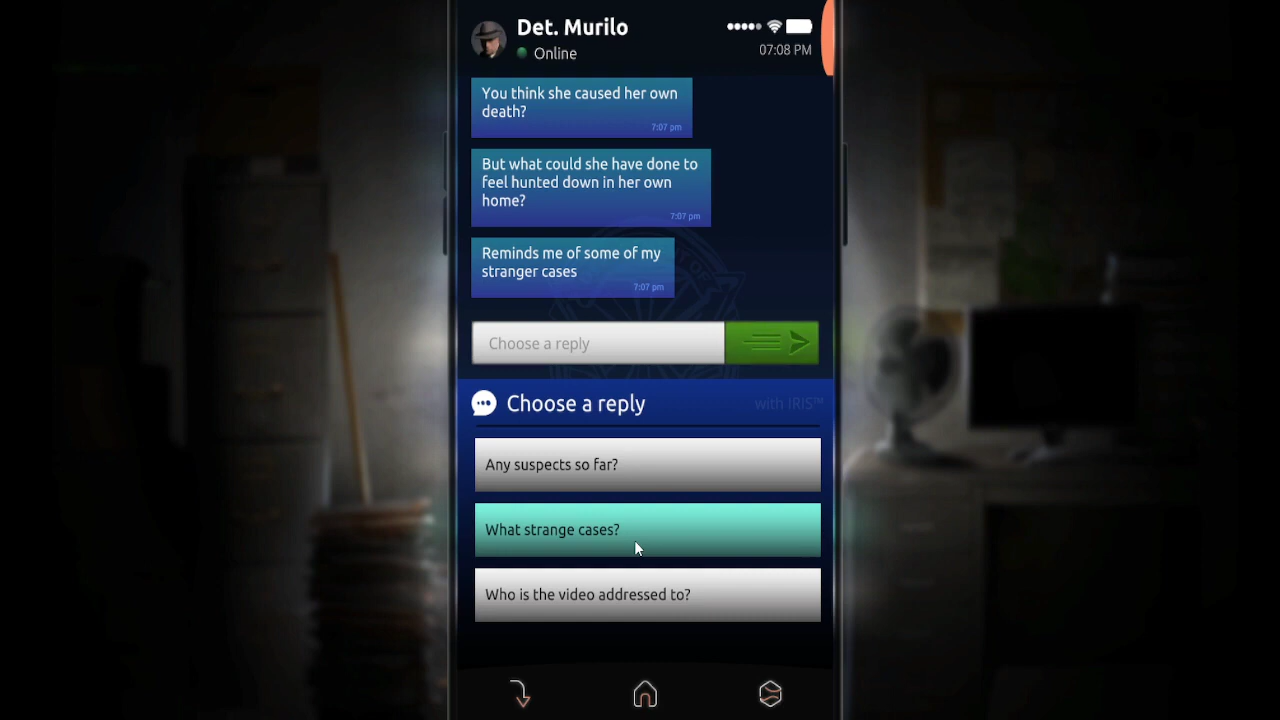 Det. Murilo
Online
07:08 PM
You think she caused her own
death?
7:07 pm
But what could she have done to
feel hunted down in her own
home?
7:07 pm
Reminds me of some of my
stranger cases
7:07 pm
Choose a reply
Choose a reply
with IRIS™
Any suspects so far?
What strange cases?
Who is the video addressed to?